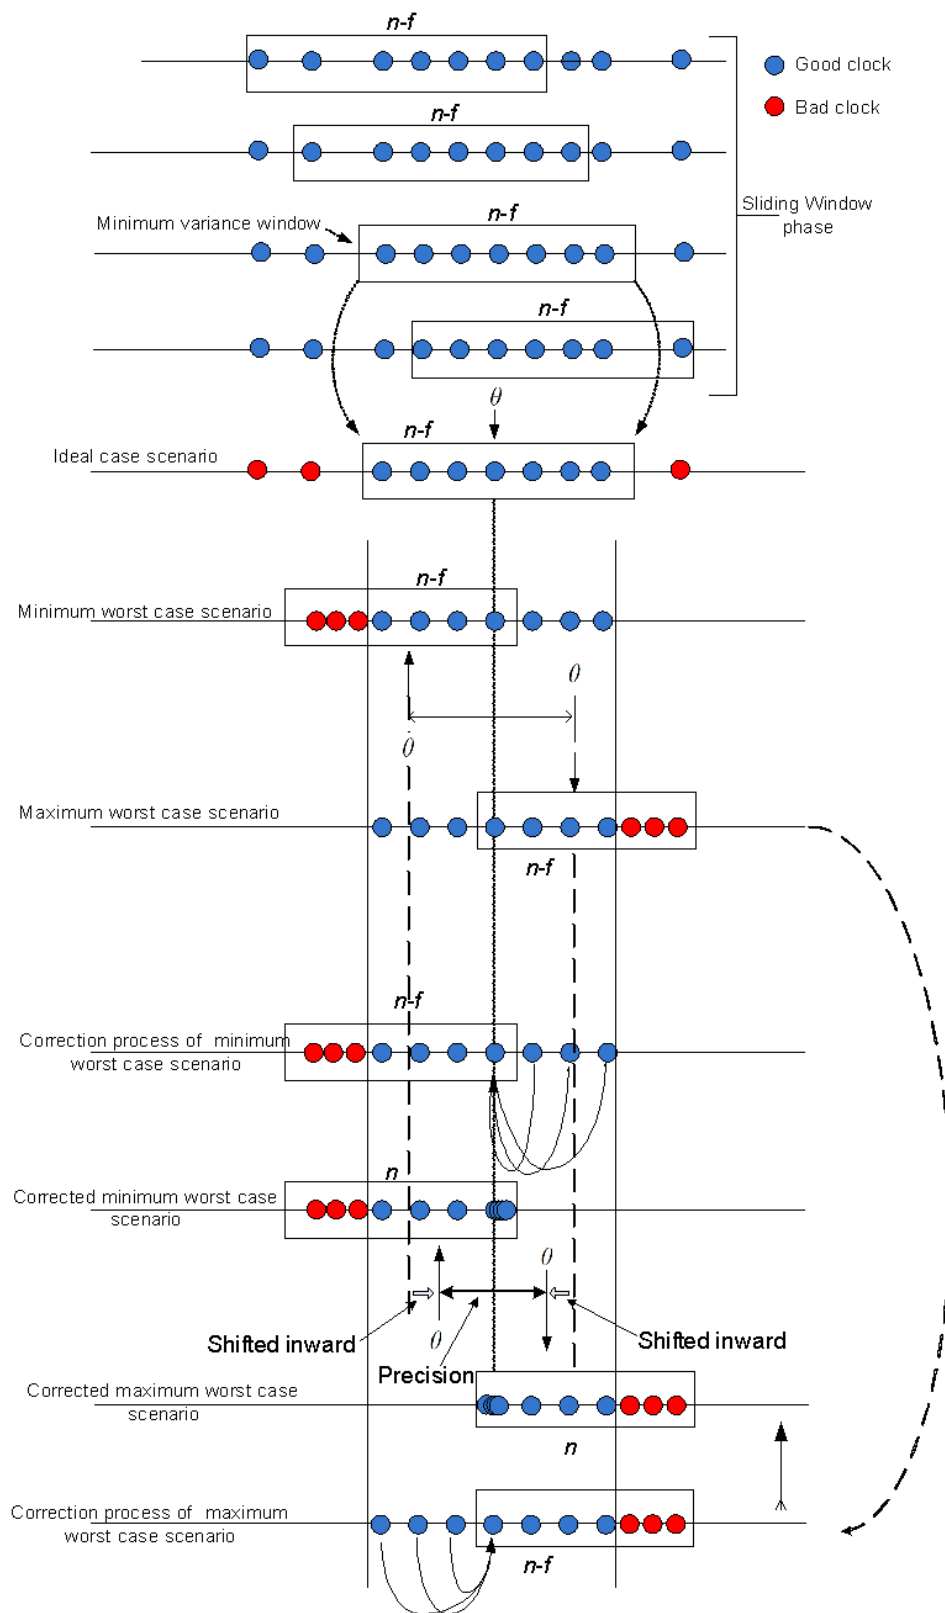 n-f
Good clock
Bad clock
n-f
Sliding Window
phase
Minimum variance window
n-f
n-f
θ
n-f
Ideal case scenario
n-f
Minimum worst case scenario
θ
θ
Maximum worst case scenario
n-f
n-f
Correction process of minimum
worst case scenario
n
Corrected minimum worst case
scenario
θ
Shifted inward
θ
Shifted inward
Precision
Corrected maximum worst case
scenario
n
Correction process of maximum
worst case scenario
n-f